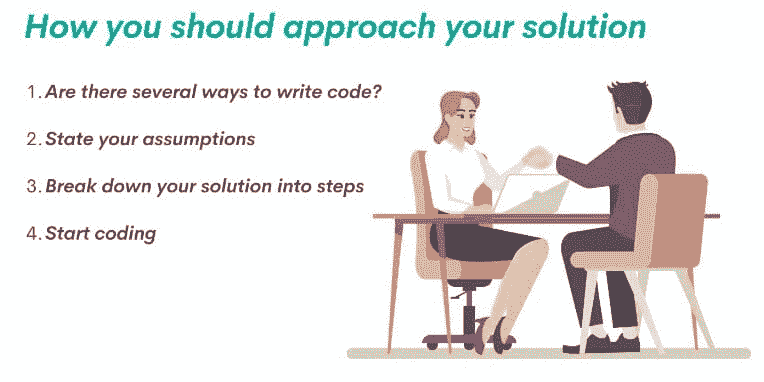 How you should approach your solution
1. Are there several ways to write code?
2. State your assumptions
3. Break down your solution into steps
4. Start coding